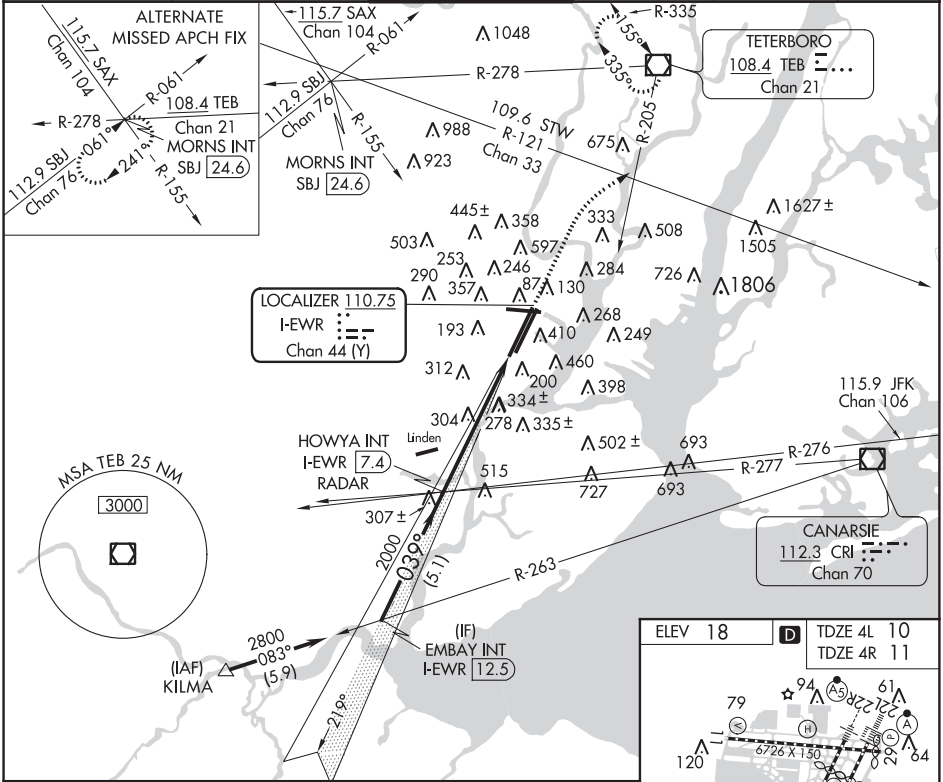 ALTERNATE
MISSED APCH FIX
115.7 SAX
Chan 104
R-061
108.4 TEB
Chan 21
R-278
MORNS INT
SBJ 24.6
112.9 SBJ
Chan 76
061°
241°
R-155
115.7 SAX
Chan 104
R-061
R-278
112.9 SBJ
Chan 76
R-155
MORNS INT
SBJ 24.6
109.6 STW
R-121
Chan 33
R-335
155°
335°
R-205
TETERBORO
108.4 TEB
Chan 21
1048
988
923
675
1627±
1505
445±
358
333
508
503
597
253
246
284
726
1806
290
357
87
130
268
193
410
249
460
312
200
398
304
334±
278
335±
502±
693
515
727
693
307±
LOCALIZER 110.75
I-EWR
Chan 44 (Y)
Linden
HOWYA INT
I-EWR 7.4
RADAR
115.9 JFK
Chan 106
R-276
R-277
MSA TEB 25 NM
3000
CANARSIE
112.3 CRI
Chan 70
R-263
2000
039°
(5.1)
(IF)
EMBAY INT
I-EWR 12.5
2800
083°
(5.9)
(IAF)
KILMA
219°
ELEV 18
D
TDZE 4L 10
TDZE 4R 11
79
94
A5
22R
22L
61
A
V
H
P
11
6726 X 150
29
64
120